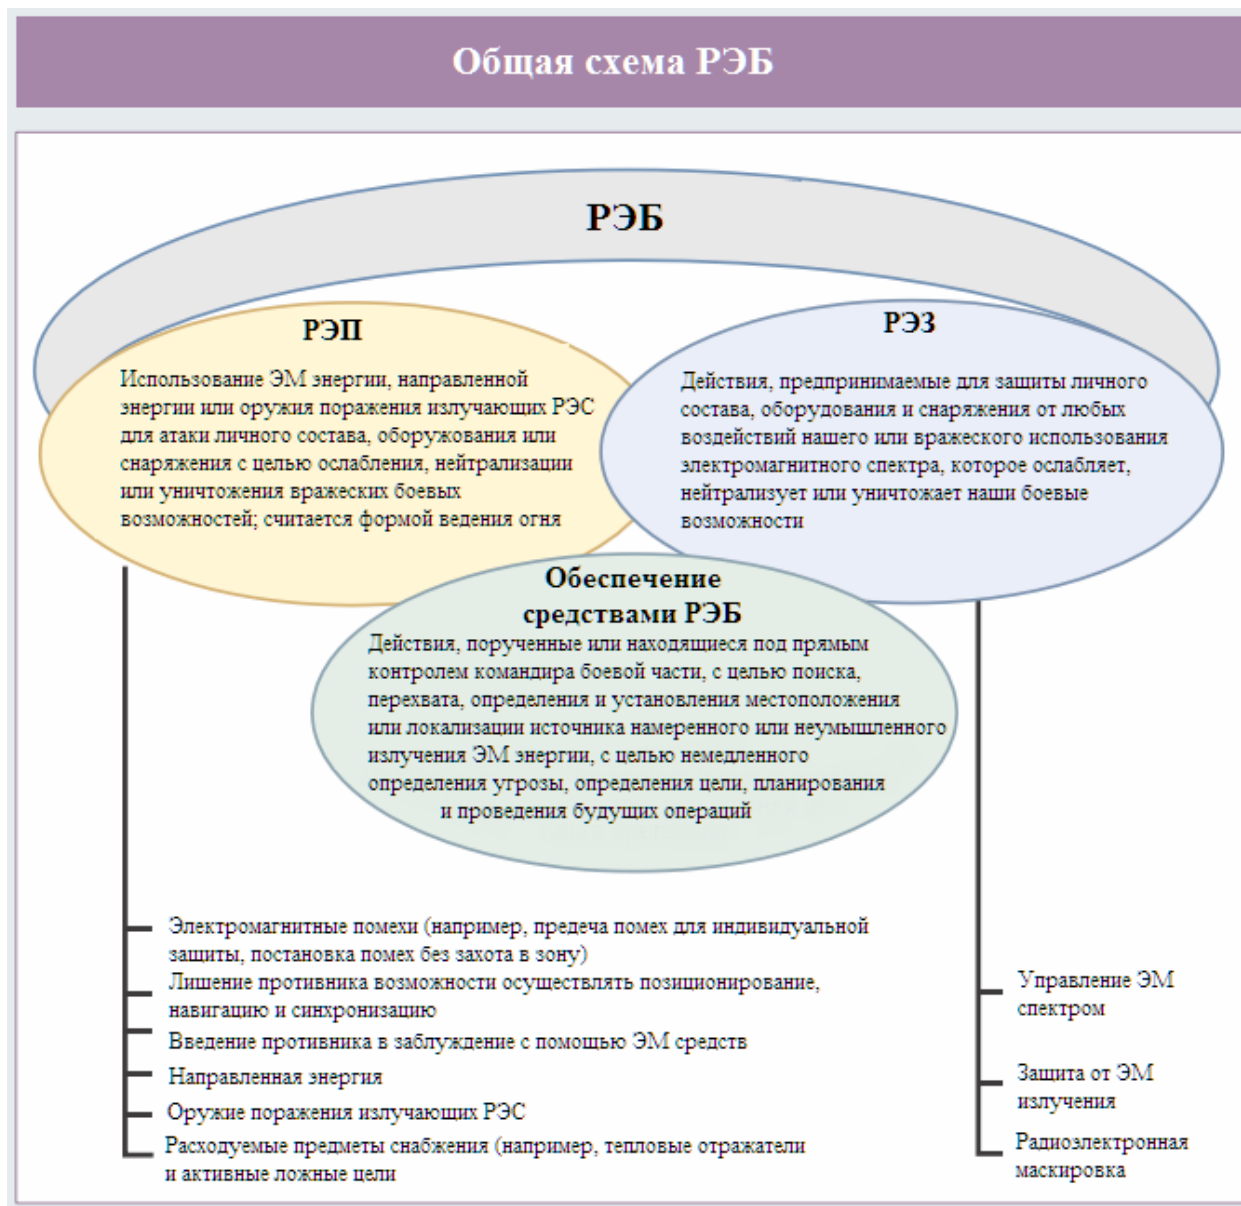 Общая схема РЭБ
РЭБ
РЭП
Использование ЭМ энергии, направленной
энергии или оружия поражения излучающих РЭС
для атаки личного состава, оборужования или
снаряжения с целью ослабления, нейтрализации
или уничтожения вражеских боевых
возможностей; считается формой ведения огня
РЭЗ
Действия, предпринимаемые для защиты личного
состава, оборудования и снаряжения от любых
воздействий нашего или вражеского использования
электромагнитного спектра, которое ослабляет,
нейтрализует или уничтожает наши боевые
возможности
Обеспечение
средствами РЭБ
Действия, порученные или находящиеся под прямым
контролем командира боевой части, с целью поиска,
перехвата, определения и установления местоположения
или локализации источника намеренного или неумышленного
излучения ЭМ энергии, с целью немедленного
определения угрозы, определения цели, планирования
и проведения будущих операций
Электромагнитные помехи (например, предеча помех для индивидуальной
защиты, постановка помех без захота в зону)
Лишение противника возможности осуществлять позиционирование,
навигацию и синхронизацию
Введение противника в заблуждение с помощью ЭМ средств
Направленная энергия
Оружие поражения излучающих РЭС
Расходуемые предметы снабжения (например, тепловые отражатели
и активные ложные цели
Управление ЭМ
спектром
Защита от ЭМ
излучения
Радиоэлектронная
маскировка